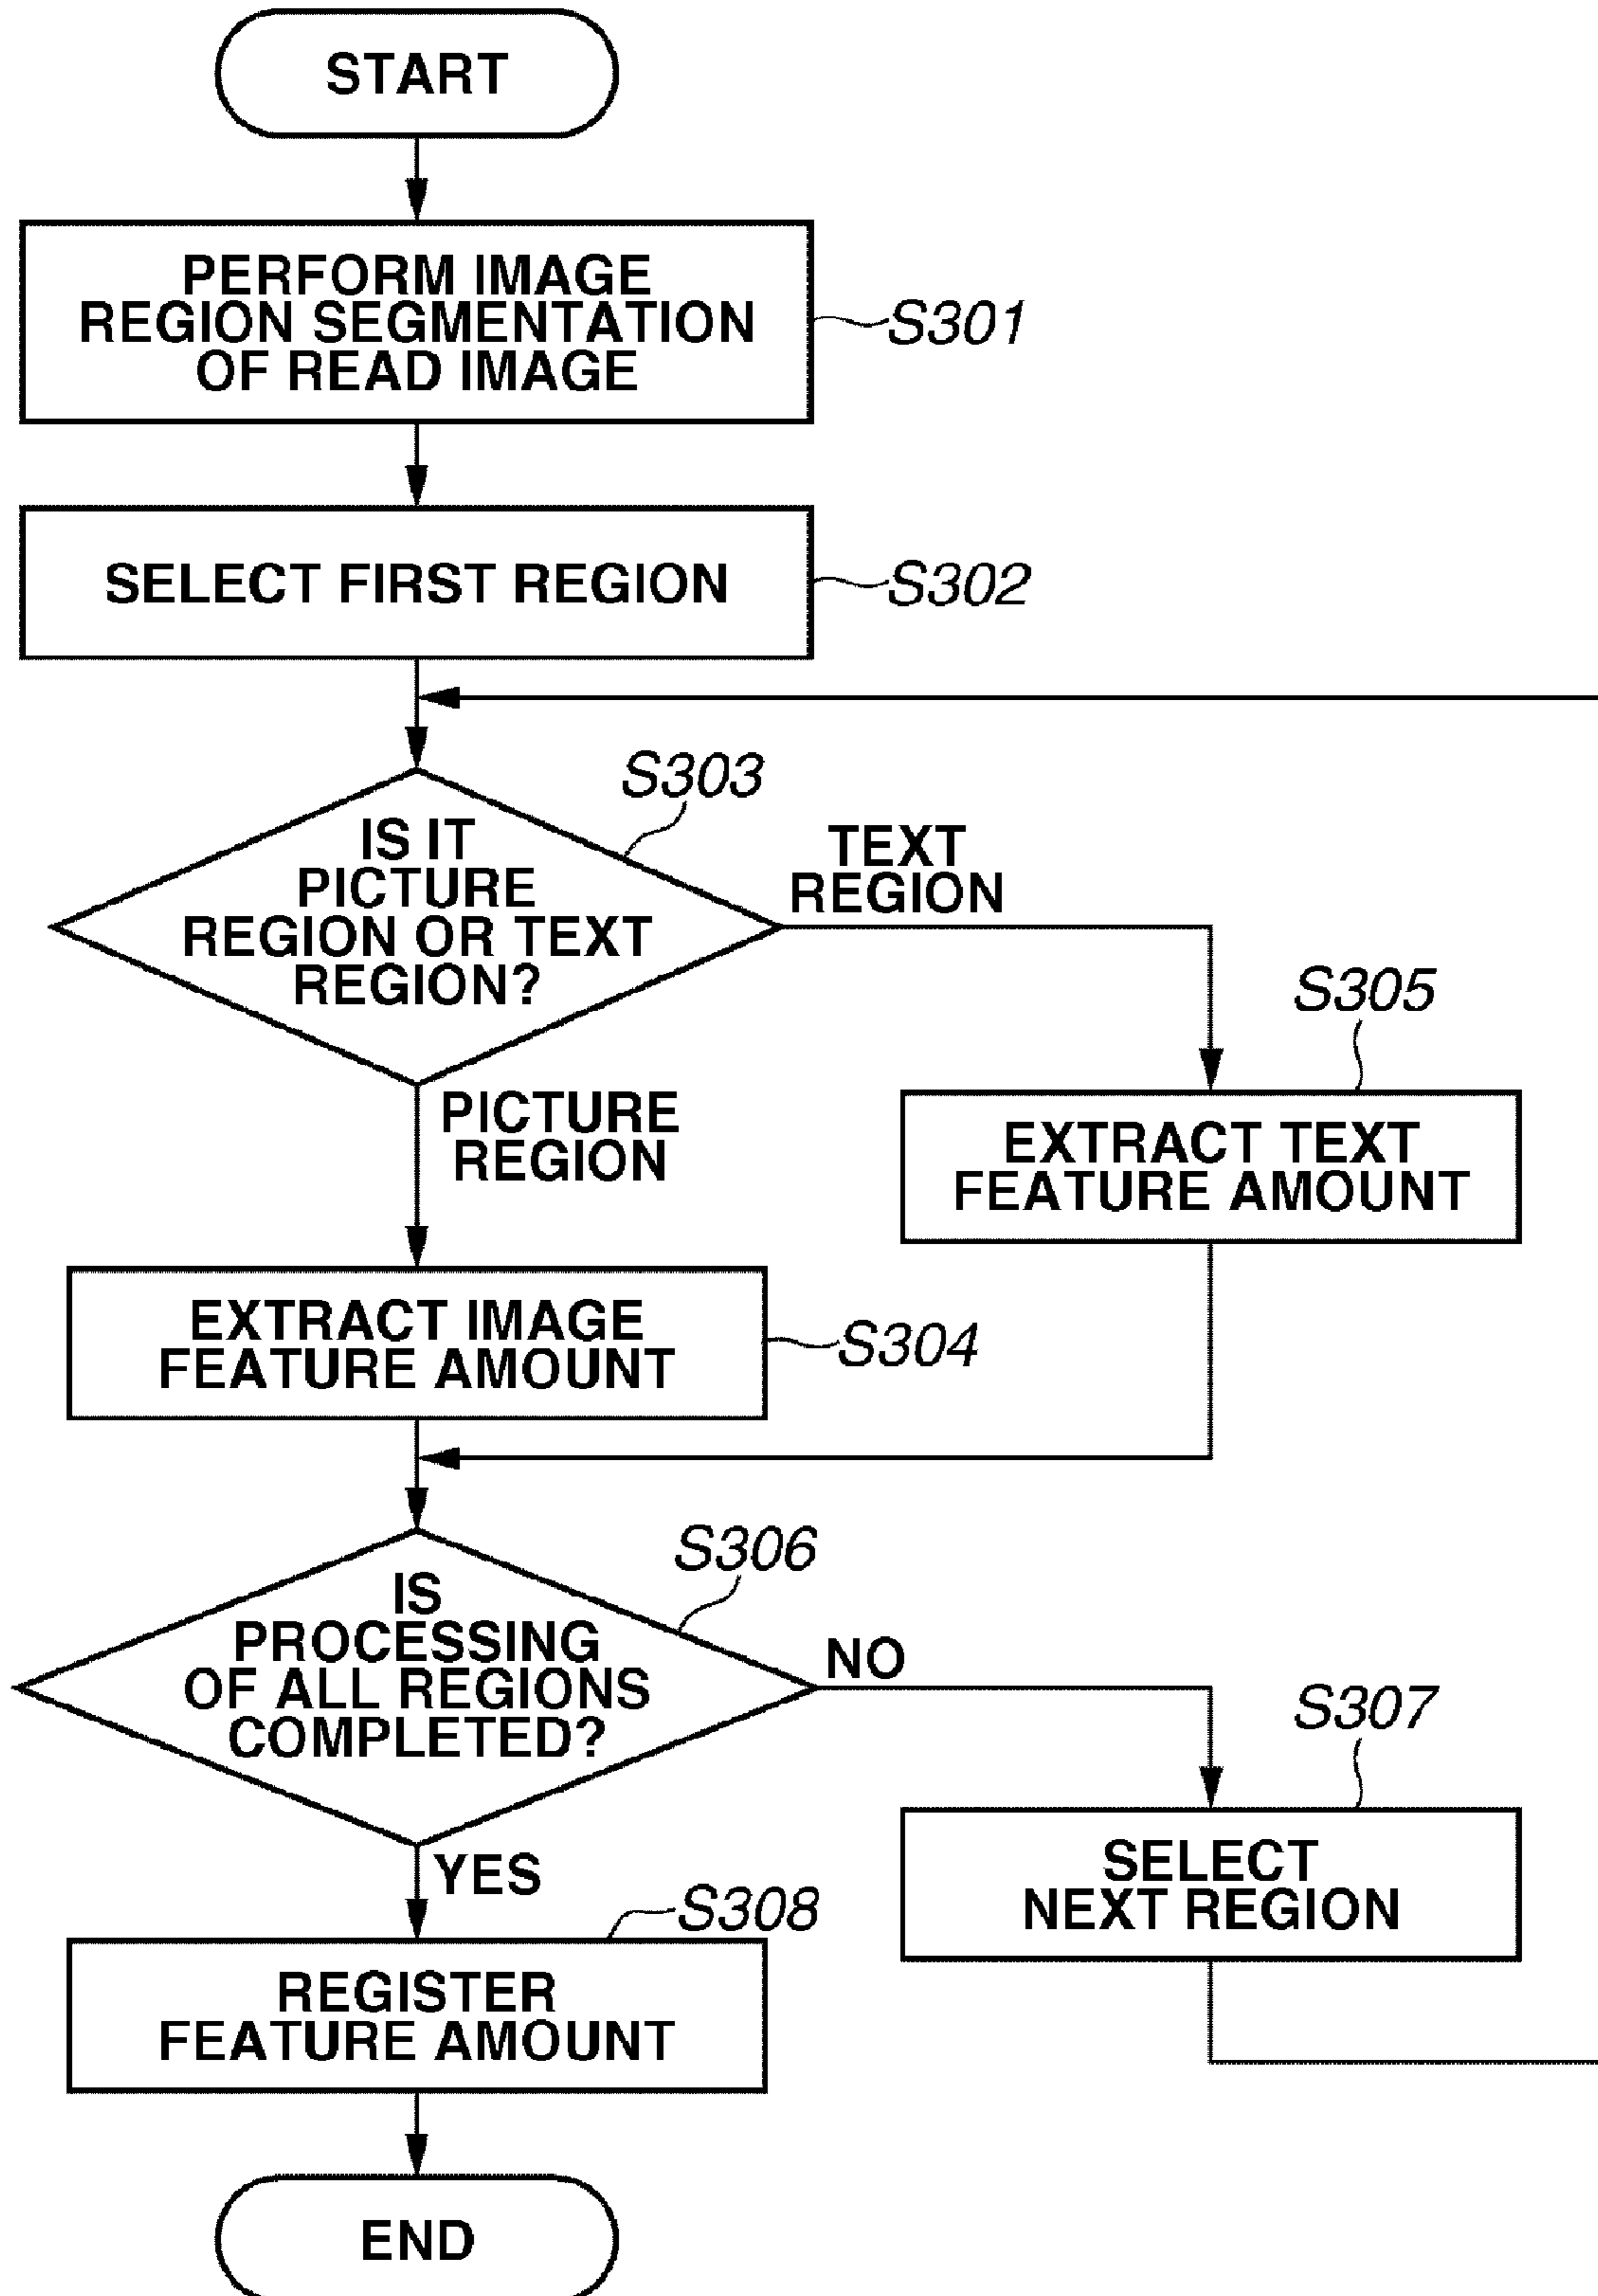 START
PERFORM IMAGE
REGION SEGMENTATION
OF READ IMAGE
S301
SELECT FIRST REGION
S302
S303
IS IT
PICTURE
REGION OR TEXT
REGION?
TEXT
REGION
PICTURE
REGION
S305
EXTRACT TEXT
FEATURE AMOUNT
EXTRACT IMAGE
FEATURE AMOUNT
S304
S306
IS
PROCESSING
OF ALL REGIONS
COMPLETED?
NO
YES
S307
SELECT
NEXT REGION
S308
REGISTER
FEATURE AMOUNT
END